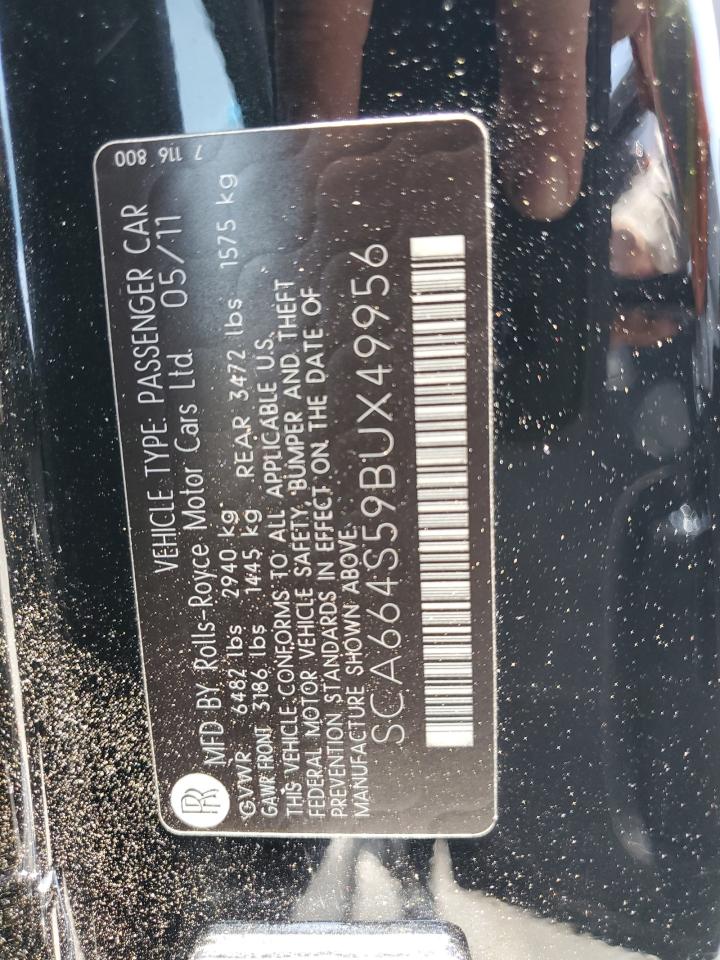 VEHICLE TYPE: PASSENGER CAR
RR MFD BY Rolls-Royce Motor Cars Ltd. 05/11
GVWR 6482 lbs 2940 kg
GAWR FRONT 3186 lbs 1445 kg REAR 3472 lbs 1575 kg
THIS VEHICLE CONFORMS TO ALL APPLICABLE U.S.
FEDERAL MOTOR VEHICLE SAFETY, BUMPER AND THEFT
PREVENTION STANDARDS IN EFFECT ON THE DATE OF
MANUFACTURE SHOWN ABOVE.
SCA664S59BUX49956
7 116 800